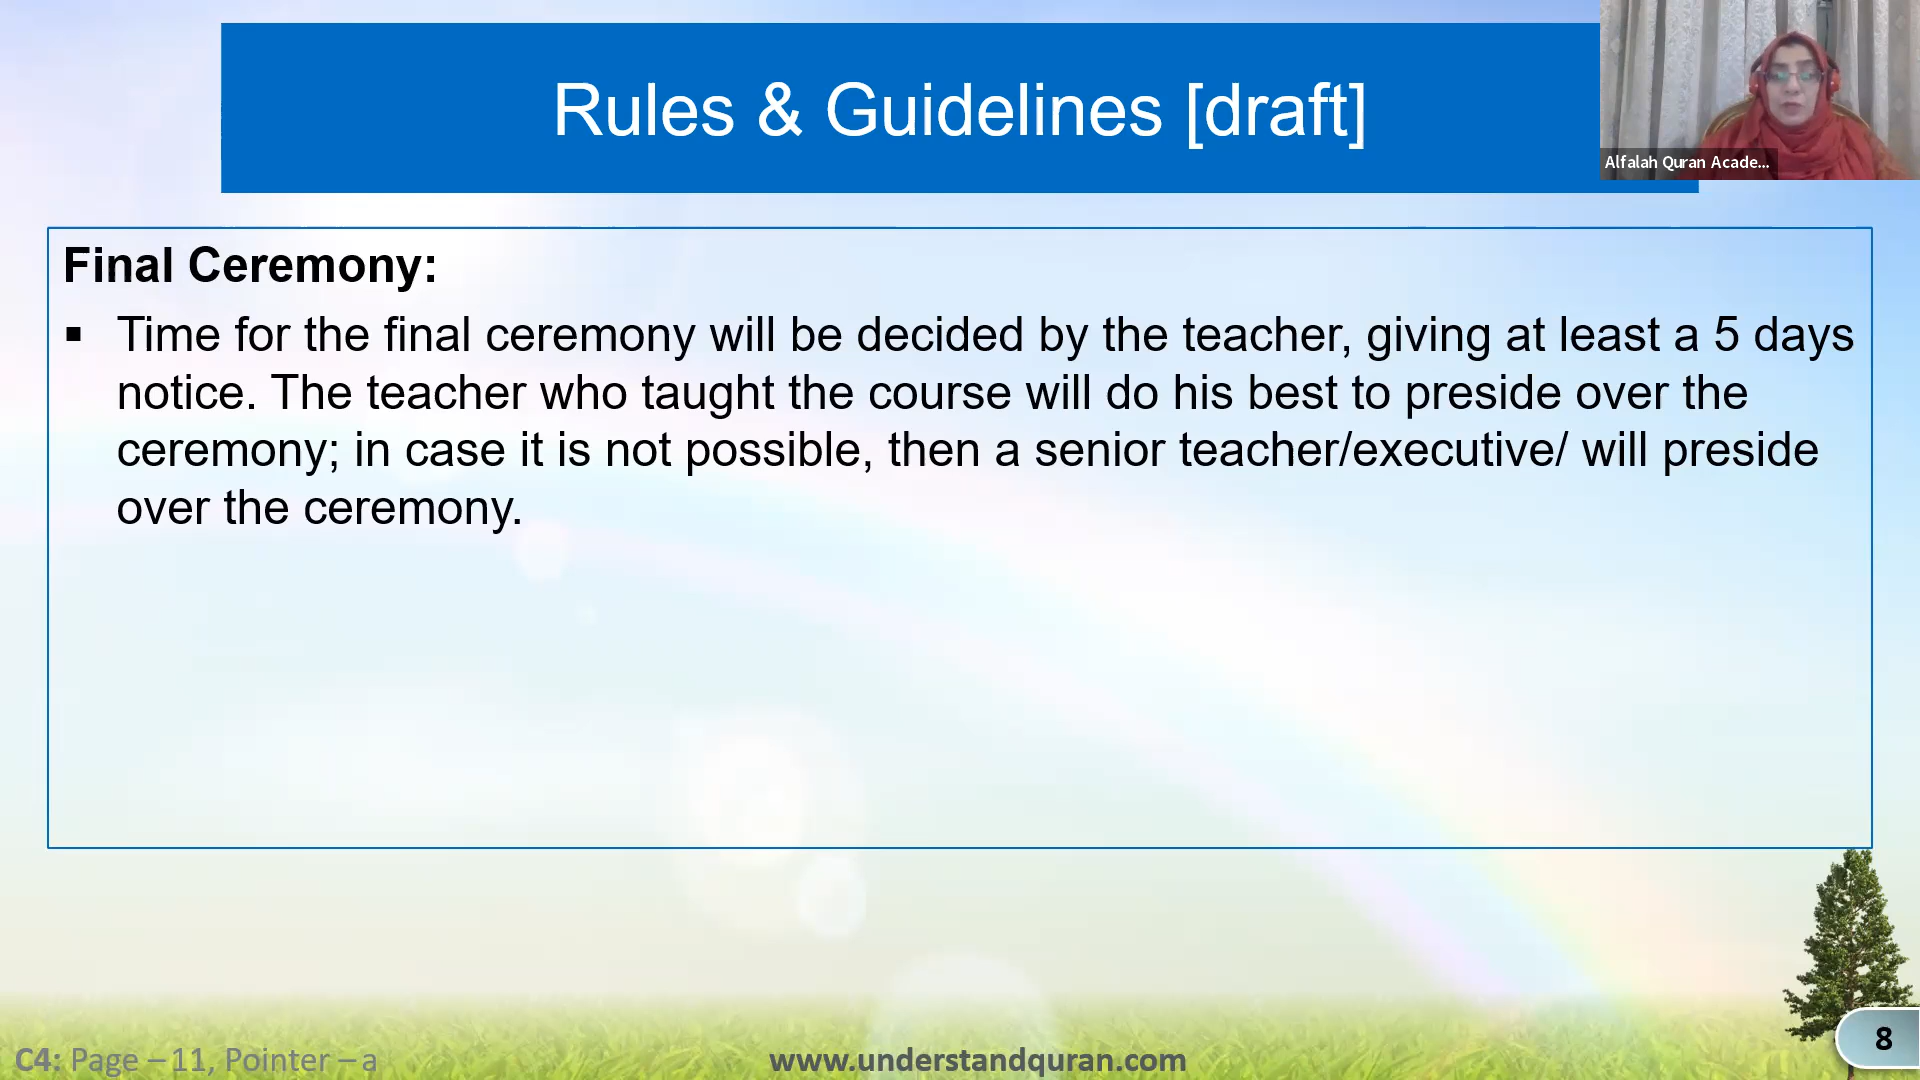 Rules & Guidelines [draft]
Alfalah Quran Acade...
Final Ceremony:
▪ Time for the final ceremony will be decided by the teacher, giving at least a 5 days
notice. The teacher who taught the course will do his best to preside over the
ceremony; in case it is not possible, then a senior teacher/executive/ will preside
over the ceremony.
C4: Page – 11, Pointer – a
www.understandquran.com
8